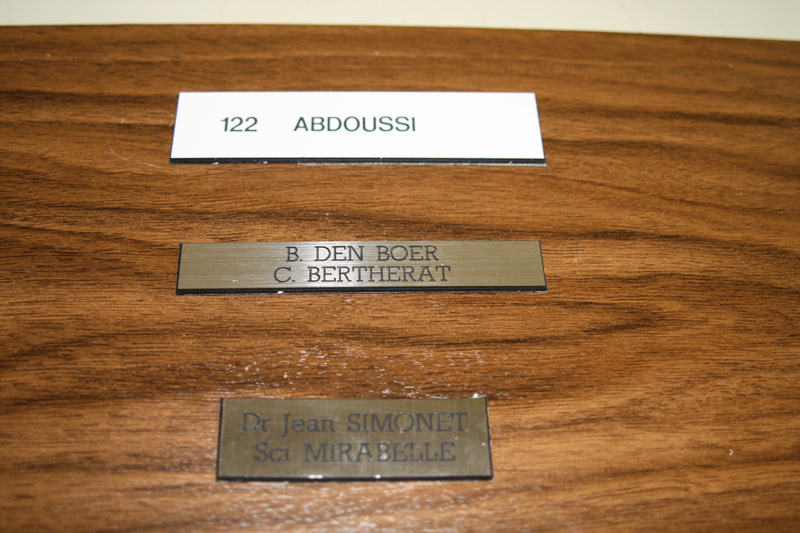 122 ABDOUSSI
B. DEN BOER
C. BERTHERAT
Dr Jean SIMONET
Sci MIRABELLE